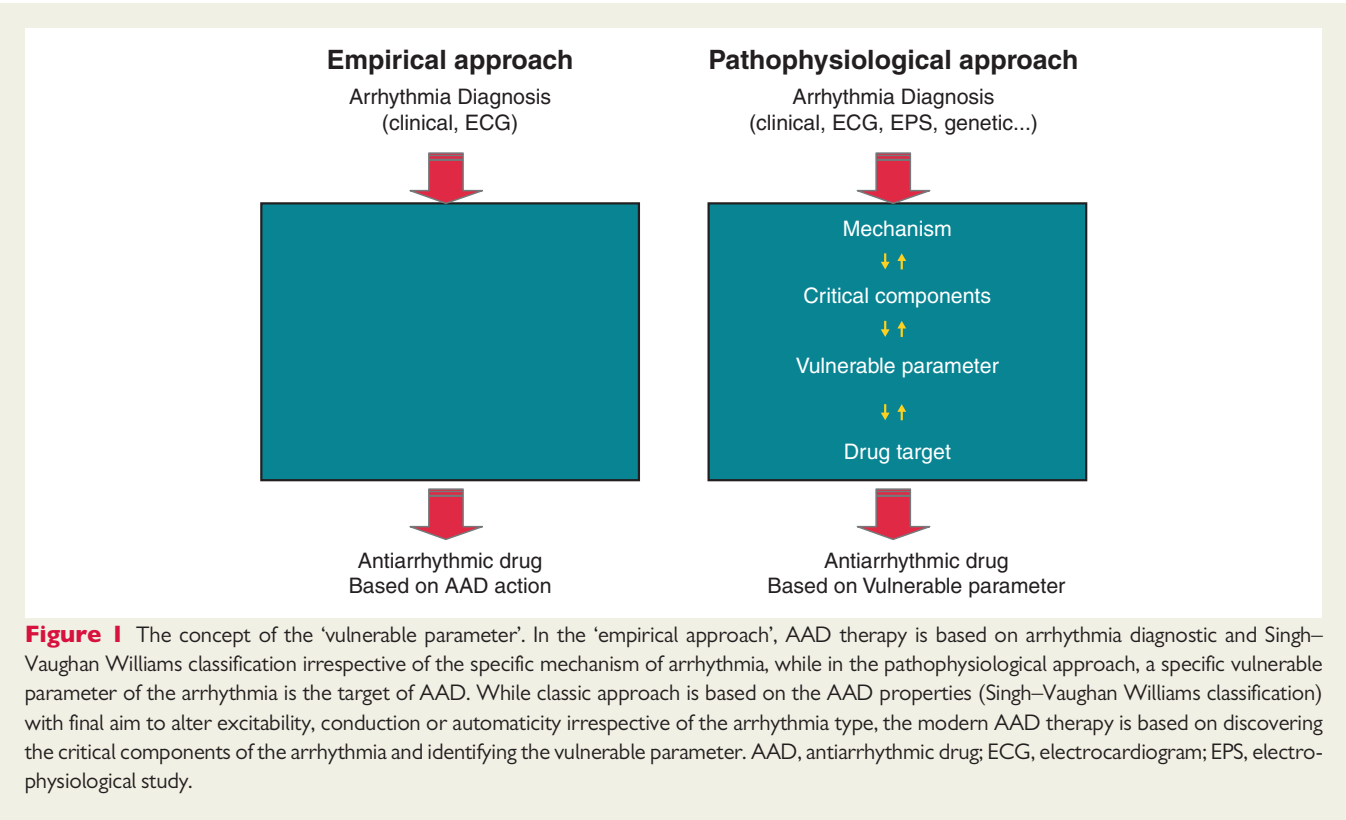 Empirical approach
Arrhythmia Diagnosis
(clinical, ECG)
Antiarrhythmic drug
Based on AAD action
Pathophysiological approach
Arrhythmia Diagnosis
(clinical, ECG, EPS, genetic...)
Mechanism
Critical components
Vulnerable parameter
Drug target
Antiarrhythmic drug
Based on Vulnerable parameter
Figure 1 The concept of the ‘vulnerable parameter’. In the ‘empirical approach’, AAD therapy is based on arrhythmia diagnostic and Singh–
Vaughan Williams classification irrespective of the specific mechanism of arrhythmia, while in the pathophysiological approach, a specific vulnerable
parameter of the arrhythmia is the target of AAD. While classic approach is based on the AAD properties (Singh–Vaughan Williams classification)
with final aim to alter excitability, conduction or automaticity irrespective of the arrhythmia type, the modern AAD therapy is based on discovering
the critical components of the arrhythmia and identifying the vulnerable parameter. AAD, antiarrhythmic drug; ECG, electrocardiogram; EPS, electro-
physiological study.